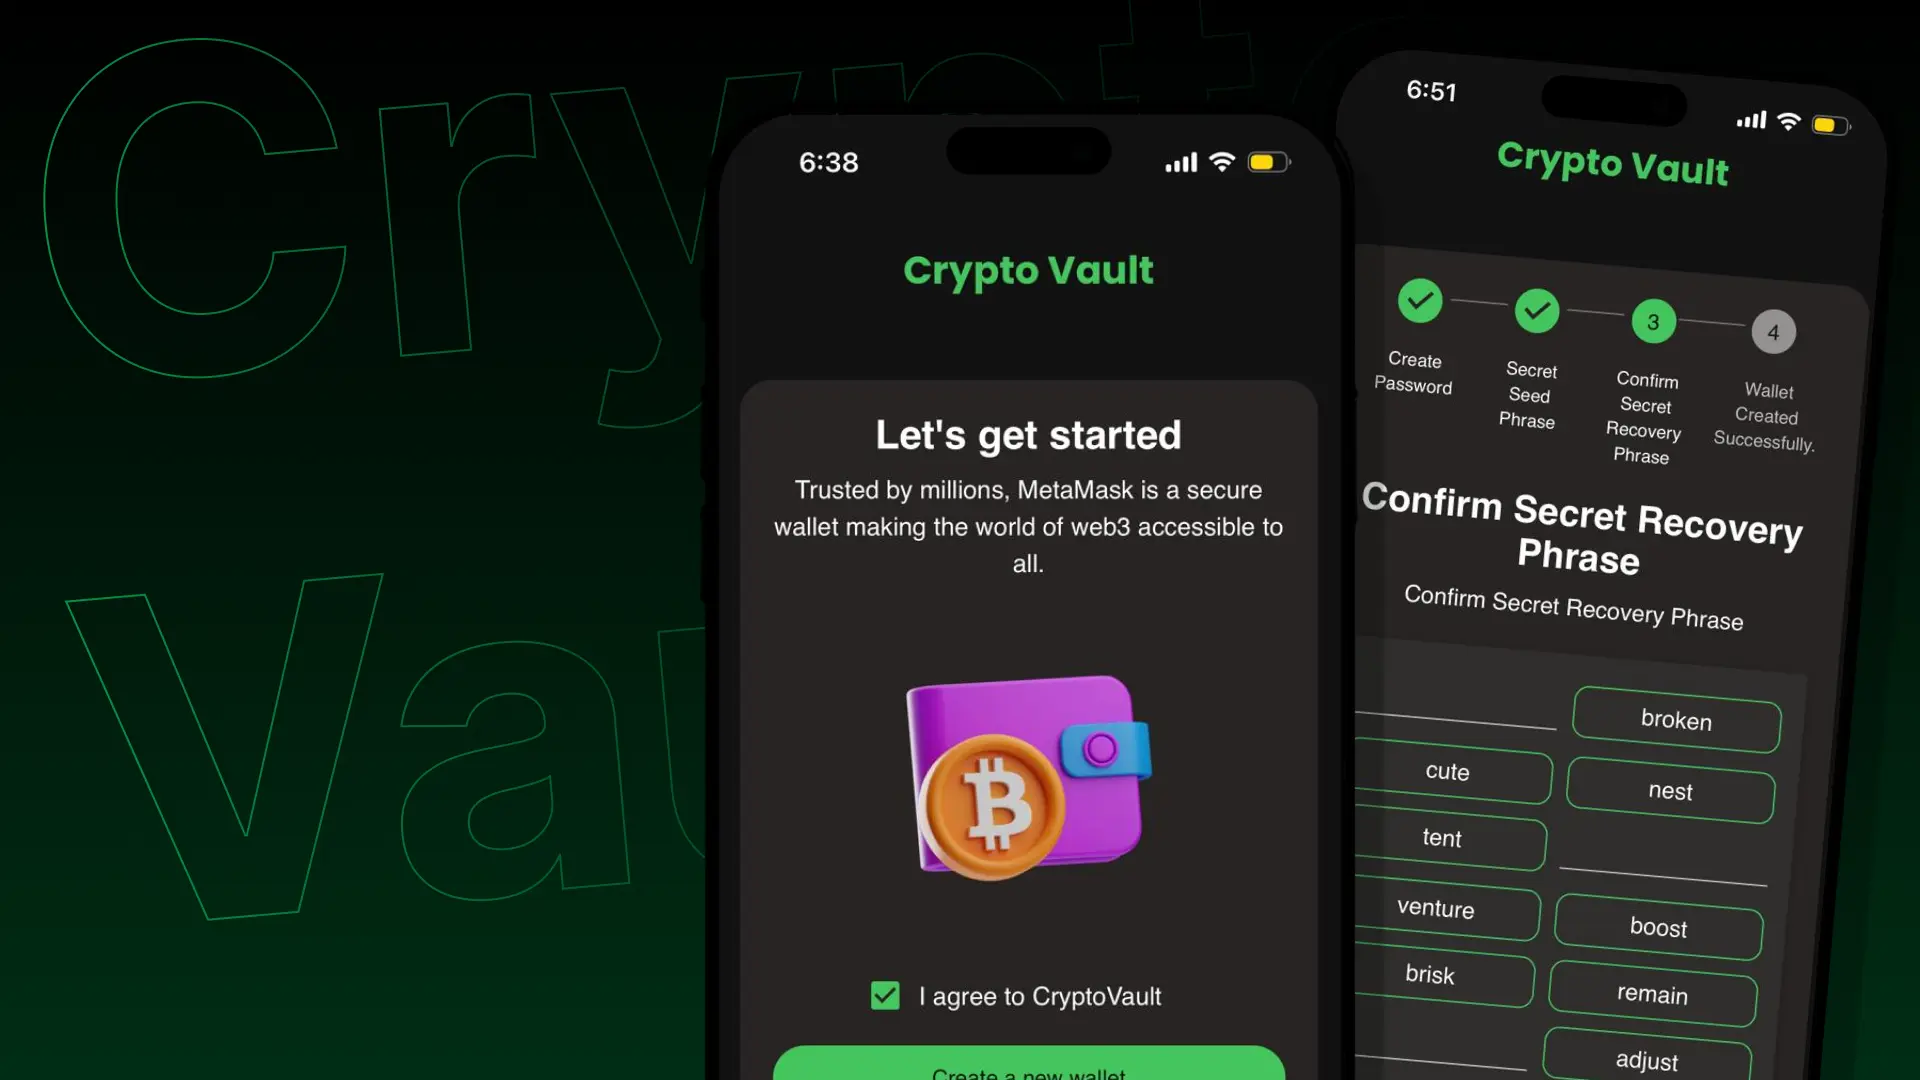 Crypto
Vau
6:38
Crypto Vault
Let's get started
Trusted by millions, MetaMask is a secure
wallet making the world of web3 accessible to
all.
I agree to CryptoVault
Create a new wallet
6:51
Crypto Vault
3
4
Create
Password
Secret
Seed
Phrase
Confirm
Secret
Recovery
Phrase
Wallet
Created
Successfully.
Confirm Secret Recovery
Phrase
Confirm Secret Recovery Phrase
broken
cute
nest
tent
venture
boost
brisk
remain
adjust